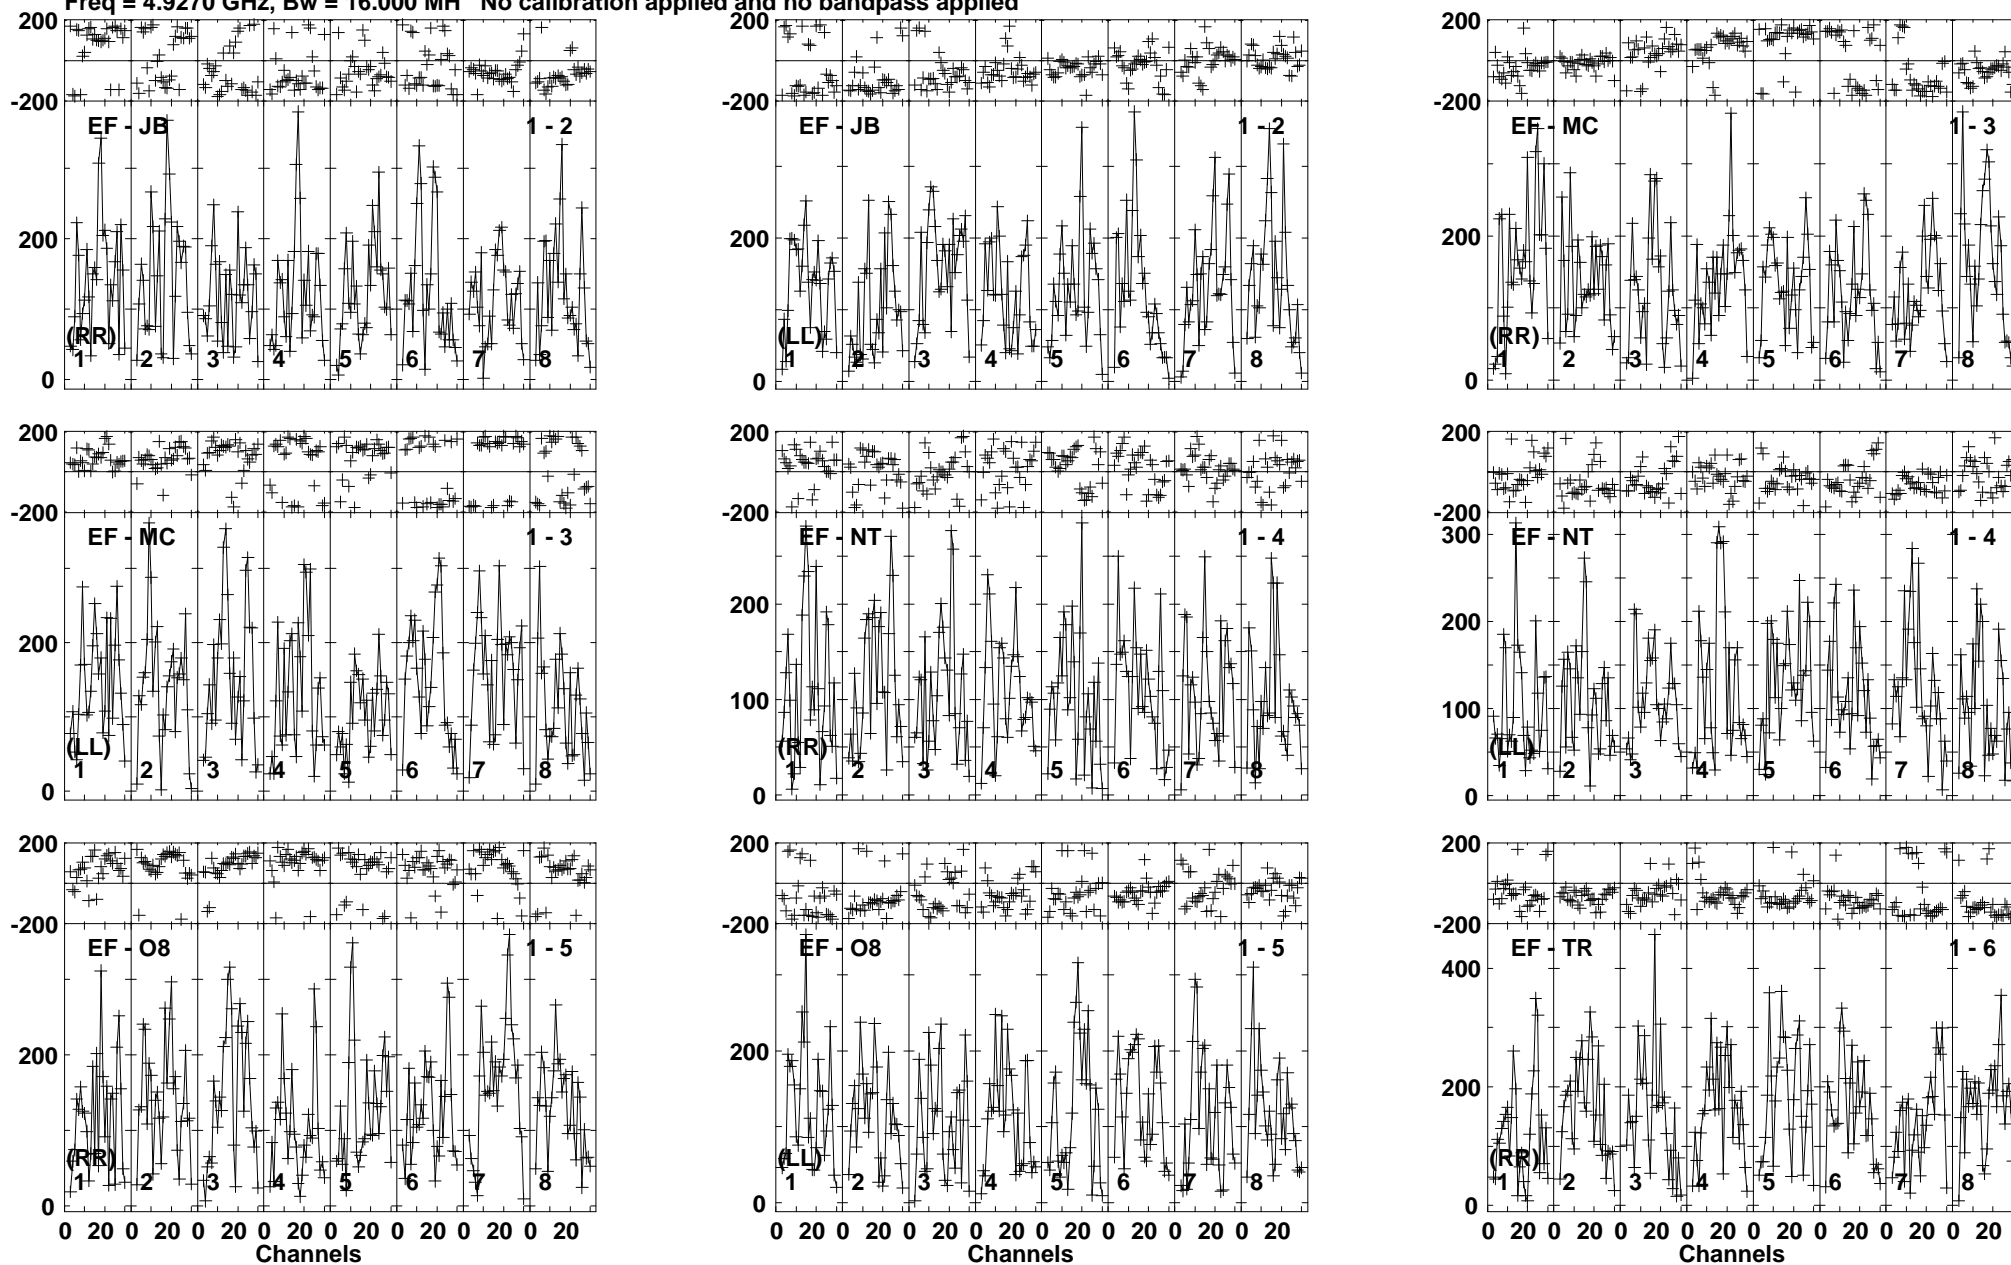 Freq = 4.9270 GHz, Bw = 16.000 MH No calibration applied and no bandpass applied
200 200 200
-200 -200 -200
EF - JB 1 - 2 EF - JB 1 - 2 EF - MC 1 - 3
200 200 200
(RR) (LL) (RR)
1 2 3 4 5 6 7 8 1 2 3 4 5 6 7 8 1 2 3 4 5 6 7 8
0 0 0
200 200 200
-200 -200 -200
EF - MC 1 - 3 EF - NT 1 - 4 300 EF - NT 1 - 4
200 200 200
100 100
(LL) (RR) (LL)
1 2 3 4 5 6 7 8 1 2 3 4 5 6 7 8 1 2 3 4 5 6 7 8
0 0 0
200 200 200
-200 -200 -200
EF - O8 1 - 5 EF - O8 1 - 5 EF - TR 1 - 6
400
200 200 200
(RR) (LL) (RR)
1 2 3 4 5 6 7 8 1 2 3 4 5 6 7 8 1 2 3 4 5 6 7 8
0 0 0
0 20 0 20 0 20 0 20 0 20 0 20 0 20 0 20 0 20 0 20 0 20 0 20 0 20 0 20 0 20 0 20 0 20 0 20 0 20 0 20 0 20 0 20 0 20 0 20
Channels Channels Channels